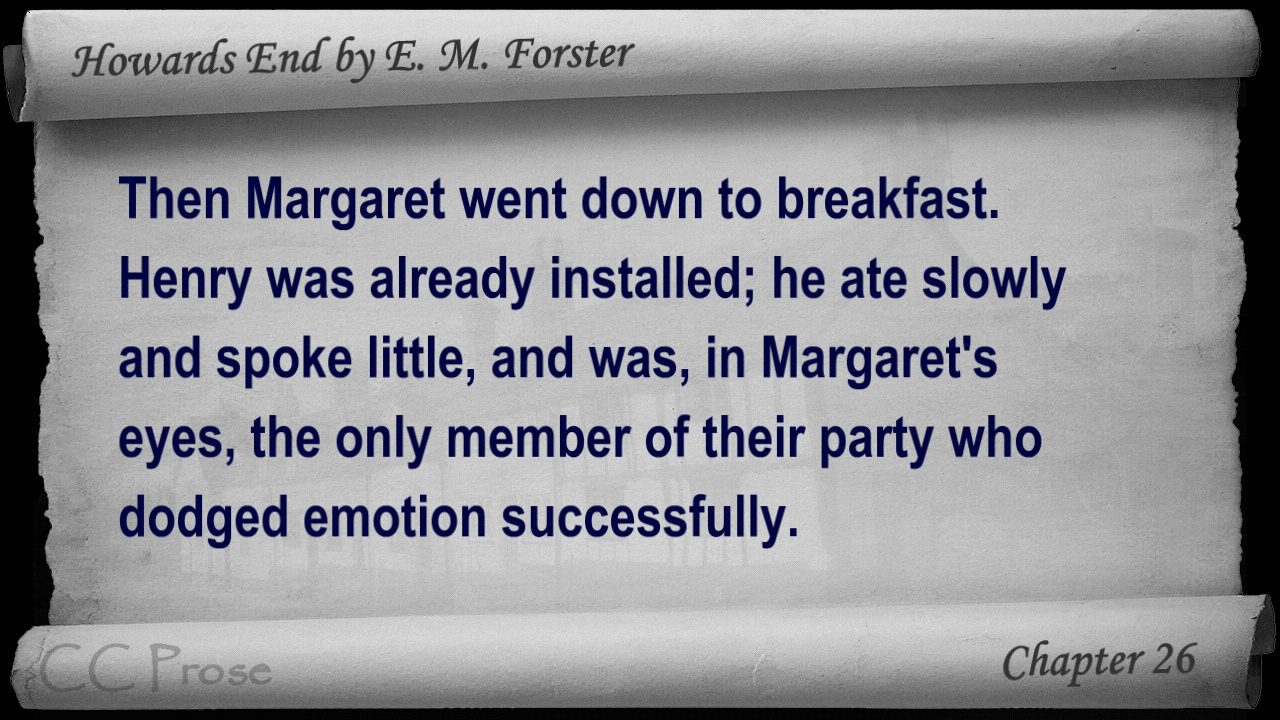 Howards End by E. M. Forster
Then Margaret went down to breakfast.
Henry was already installed; he ate slowly
and spoke little, and was, in Margaret's
eyes, the only member of their party who
dodged emotion successfully.
CC Prose
Chapter 26